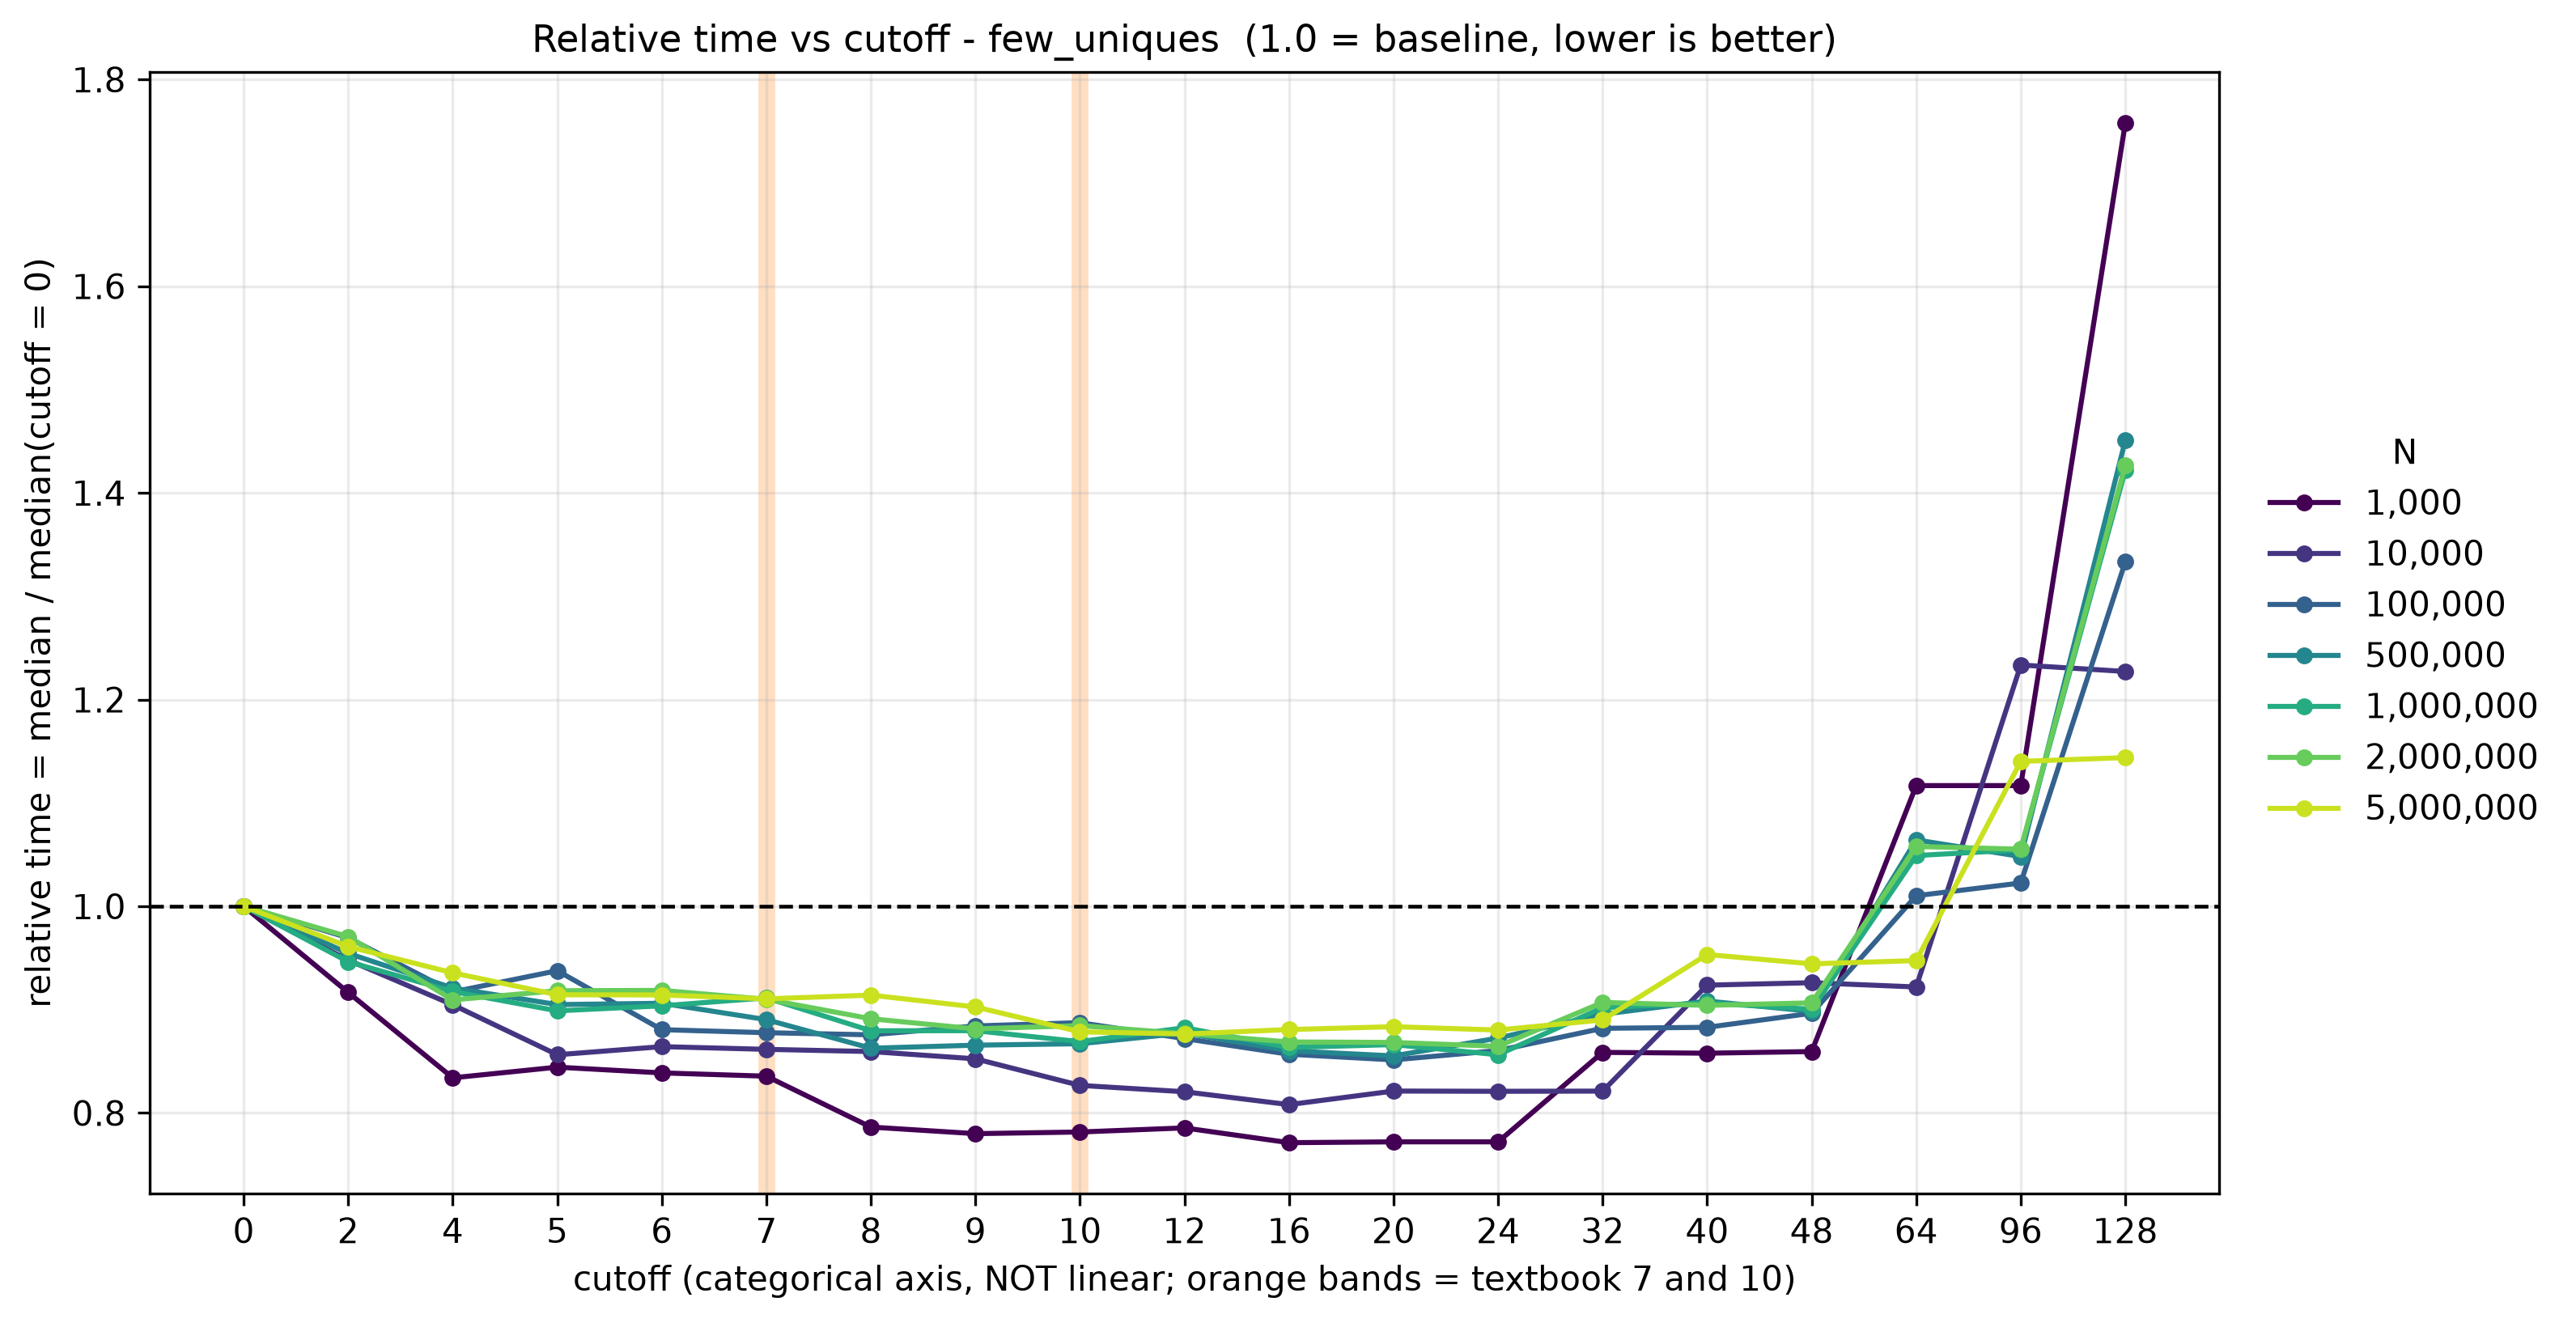 Relative time vs cutoff - few_uniques  (1.0 = baseline, lower is better)
relative time = median / median(cutoff = 0)
1.8
1.6
1.4
1.2
1.0
0.8
0 2 4 5 6 7 8 9 10 12 16 20 24 32 40 48 64 96 128
cutoff (categorical axis, NOT linear; orange bands = textbook 7 and 10)
N
1,000
10,000
100,000
500,000
1,000,000
2,000,000
5,000,000